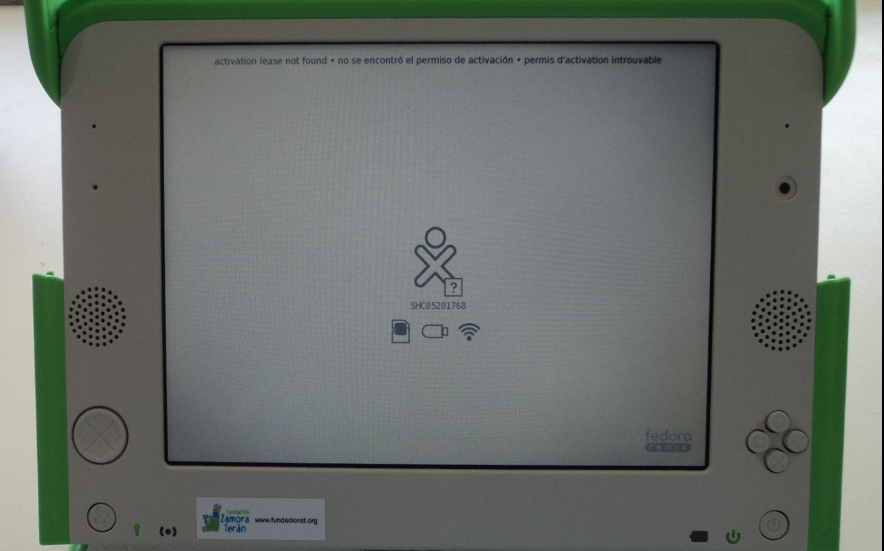 activation lease not found • no se encontró el permiso de activación • permis d'activation introuvable
?
SHC05201768
fedora
remix
fundación
Zamora
Terán
www.fundacionzt.org